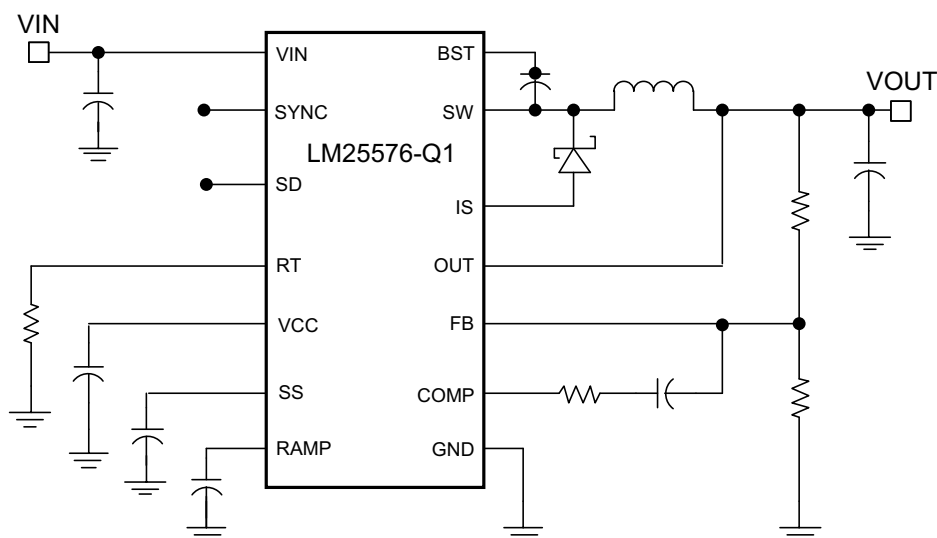 VIN
VOUT
LM25576-Q1
VIN
SYNC
SD
RT
VCC
SS
RAMP
BST
SW
IS
OUT
FB
COMP
GND